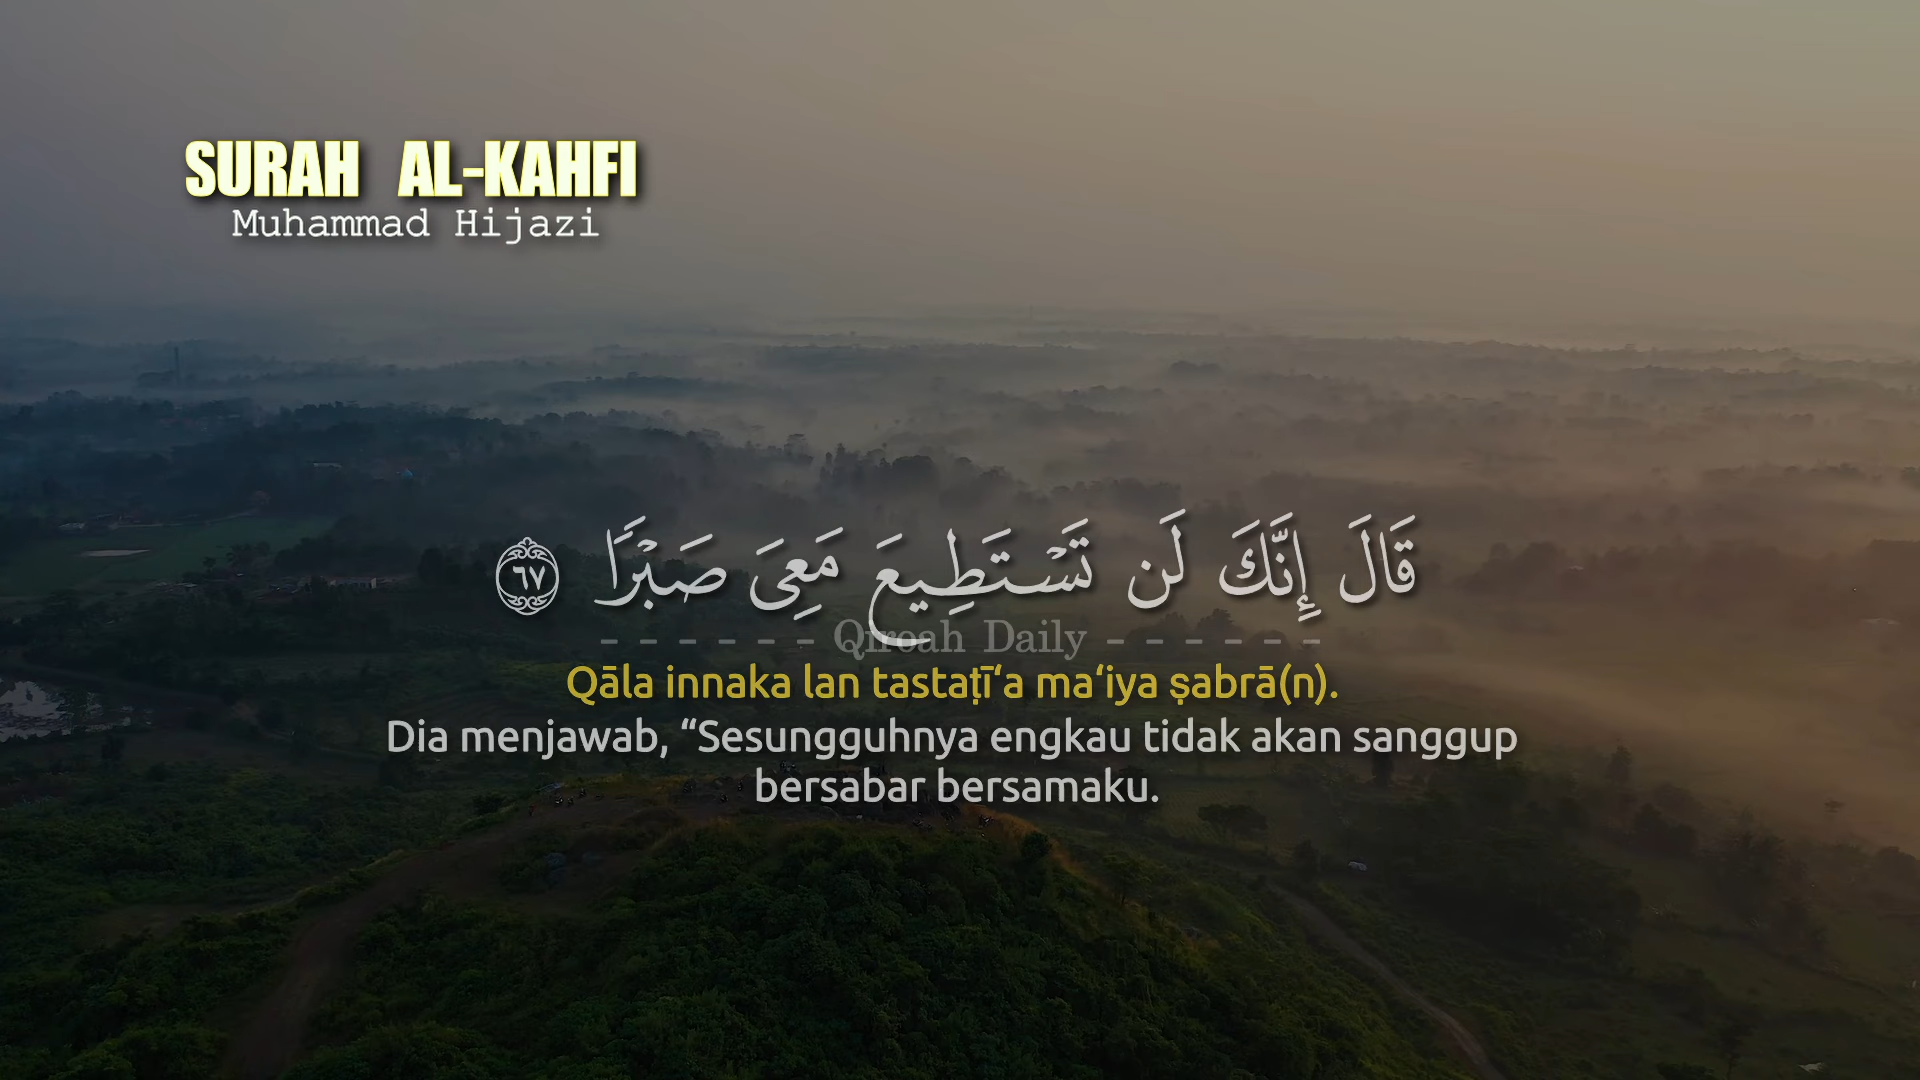 SURAH AL-KAHFI
Muhammad Hijazi
قَالَ إِنَّكَ لَن تَسْتَطِيعَ مَعِىَ صَبْرًا ٦٧
- - - - - - Qiroah Daily - - - - - -
Qāla innaka lan tastaṭī‘a ma‘iya ṣabrā(n).
Dia menjawab, “Sesungguhnya engkau tidak akan sanggup
bersabar bersamaku.